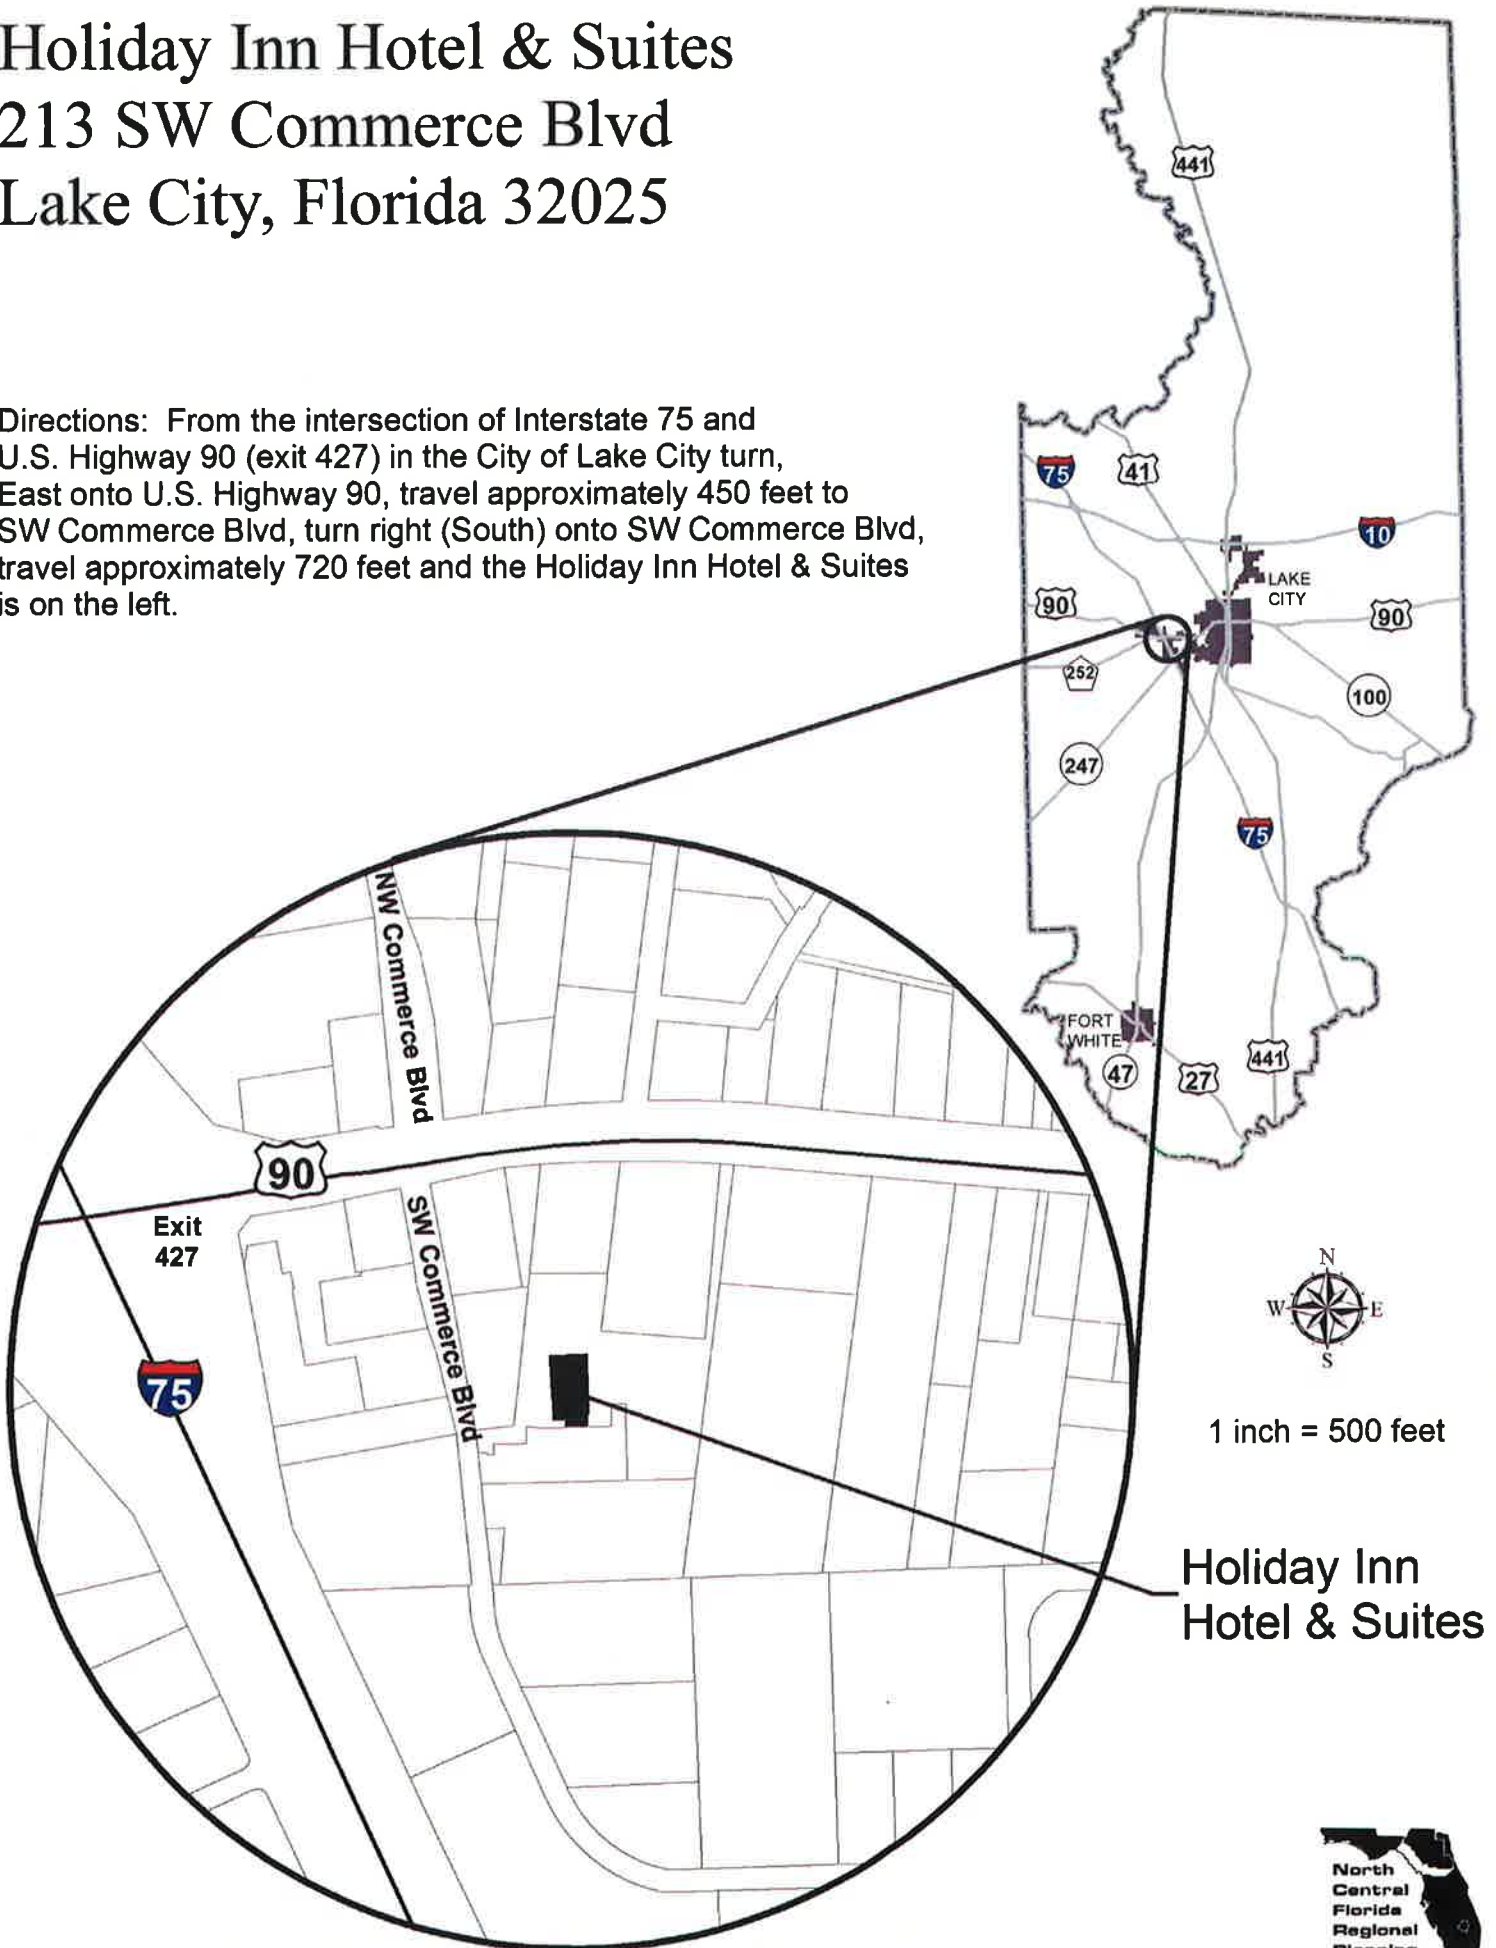 Holiday Inn Hotel & Suites
213 SW Commerce Blvd
Lake City, Florida 32025
Directions: From the intersection of Interstate 75 and
U.S. Highway 90 (exit 427) in the City of Lake City turn,
East onto U.S. Highway 90, travel approximately 450 feet to
SW Commerce Blvd, turn right (South) onto SW Commerce Blvd,
travel approximately 720 feet and the Holiday Inn Hotel & Suites
is on the left.
441
75
41
10
LAKE
CITY
90
90
252
100
247
75
FORT
WHITE
47
27
441
NW Commerce Blvd
90
Exit
427
SW Commerce Blvd
75
N
W
E
S
1 inch = 500 feet
Holiday Inn
Hotel & Suites
North
Central
Florida
Regional